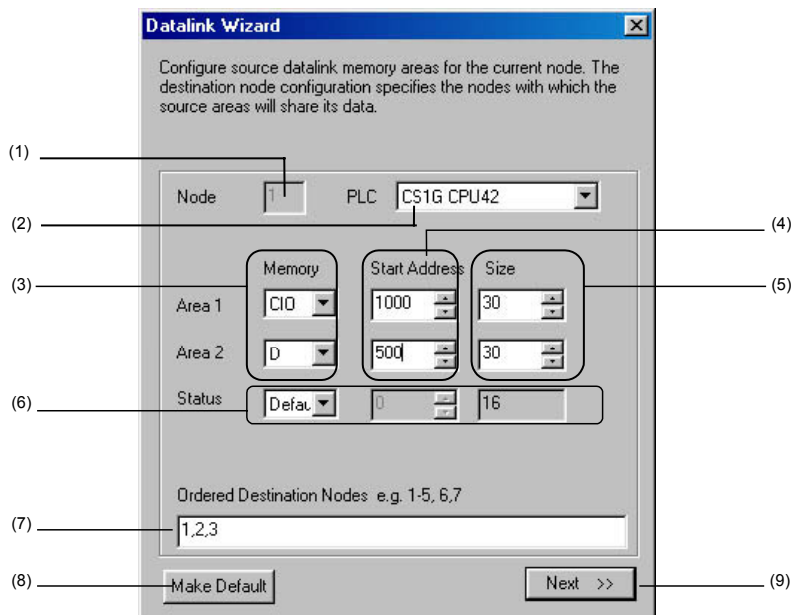 Datalink Wizard
Configure source datalink memory areas for the current node. The
destination node configuration specifies the nodes with which the
source areas will share its data.
(1)
Node 1 PLC CS1G CPU42
(2)
(4)
(3)
Memory Start Address Size
(5)
Area 1 CIO 1000 30
Area 2 D 500 30
(6)
Status Defau 0 16
Ordered Destination Nodes e.g. 1-5, 6,7
(7)
1,2,3
(8)
Make Default Next >>
(9)